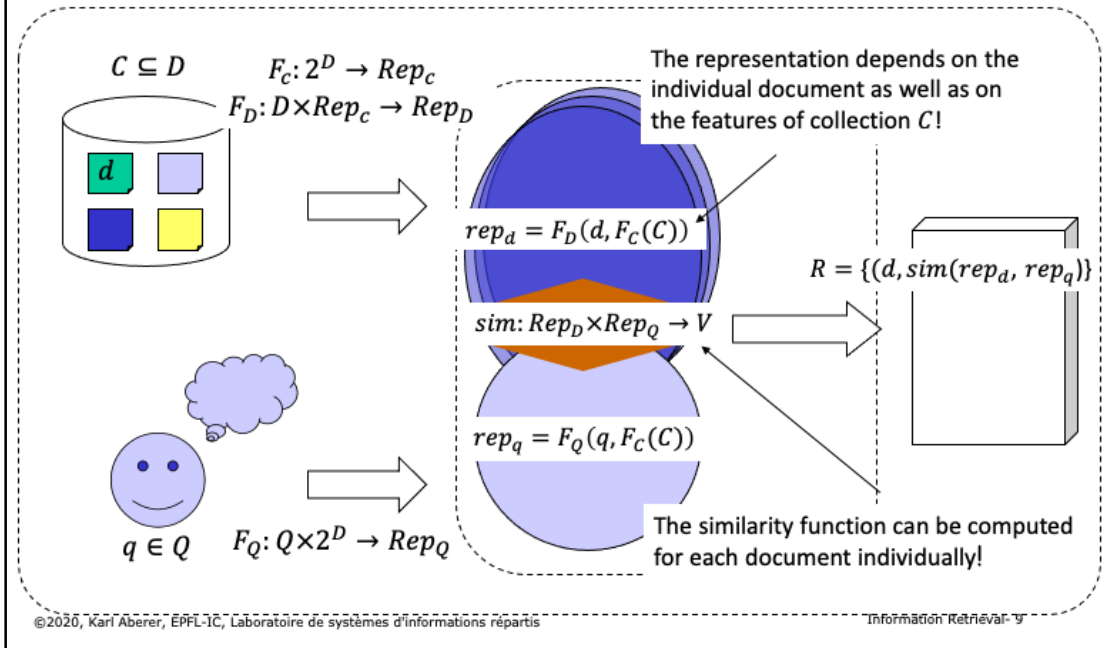 C ⊆ D
F_c: 2^D → Rep_c
F_D: D×Rep_c → Rep_D
The representation depends on the
individual document as well as on
the features of collection C!
d
rep_d = F_D(d, F_C(C))
R = {(d, sim(rep_d, rep_q)}
sim: Rep_D×Rep_Q → V
rep_q = F_Q(q, F_C(C))
q ∈ Q
F_Q: Q×2^D → Rep_Q
The similarity function can be computed
for each document individually!
©2020, Karl Aberer, EPFL-IC, Laboratoire de systèmes d'informations répartis
Information Retrieval- 9